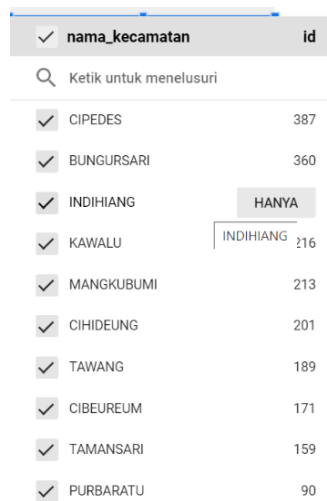 nama_kecamatan id
Ketik untuk menelusuri
CIPEDES 387
BUNGURSARI 360
INDIHIANG HANYA
INDIHIANG
KAWALU 216
MANGKUBUMI 213
CIHIDEUNG 201
TAWANG 189
CIBEUREUM 171
TAMANSARI 159
PURBARATU 90